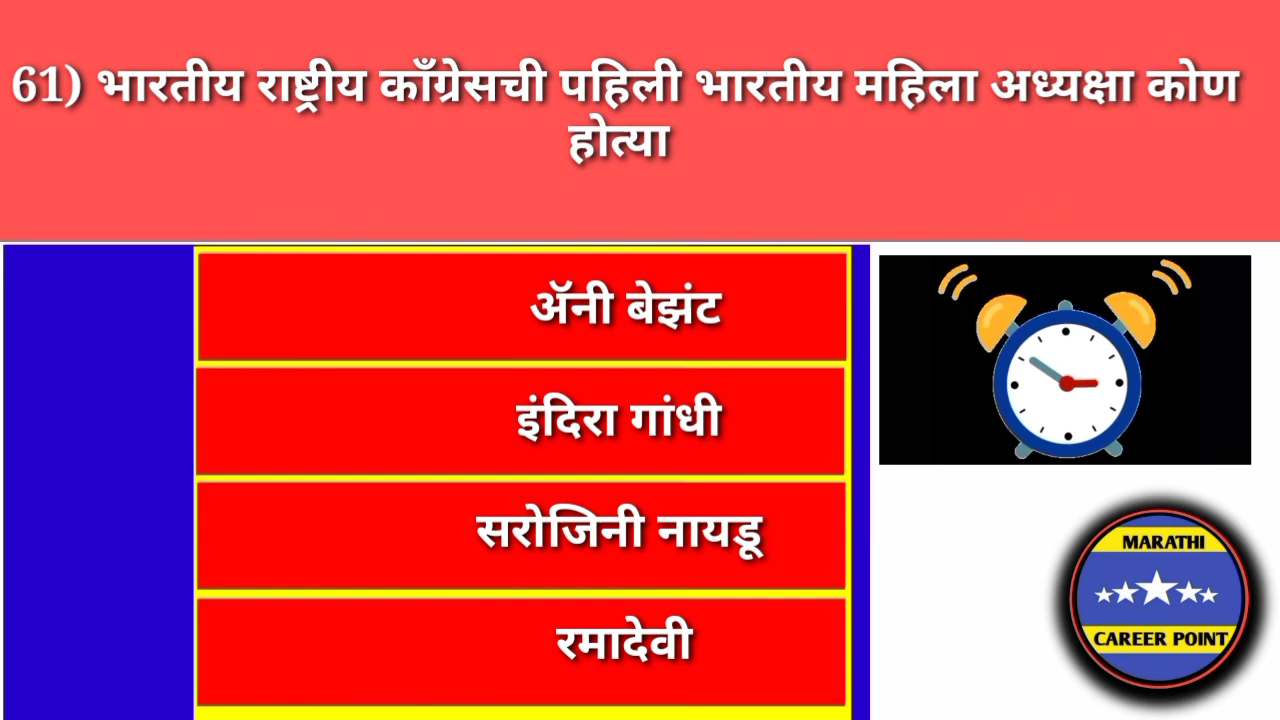 61) भारतीय राष्ट्रीय काँग्रेसची पहिली भारतीय महिला अध्यक्षा कोण
होत्या
ॲनी बेझंट
इंदिरा गांधी
सरोजिनी नायडू
रमादेवी
MARATHI
CAREER POINT